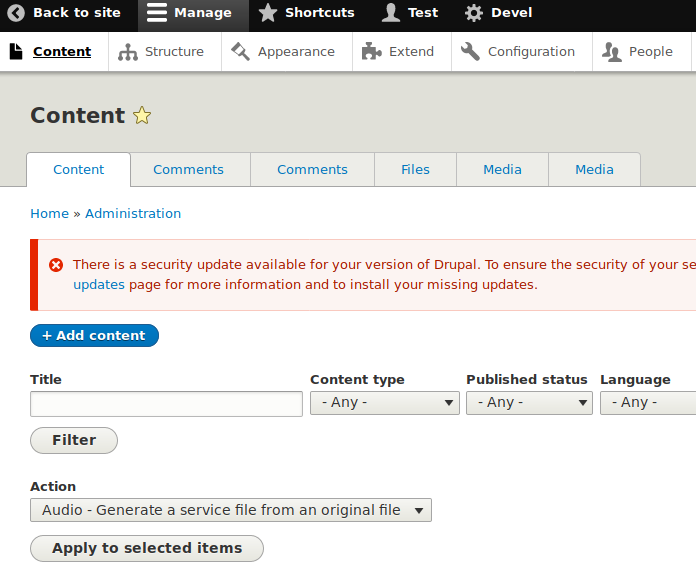 Back to site Manage Shortcuts Test Devel
Content Structure Appearance Extend Configuration People
Content
Content Comments Comments Files Media Media
Home » Administration
There is a security update available for your version of Drupal. To ensure the security of your se
updates page for more information and to install your missing updates.
+ Add content
Title Content type Published status Language
- Any - - Any - - Any -
Filter
Action
Audio - Generate a service file from an original file
Apply to selected items